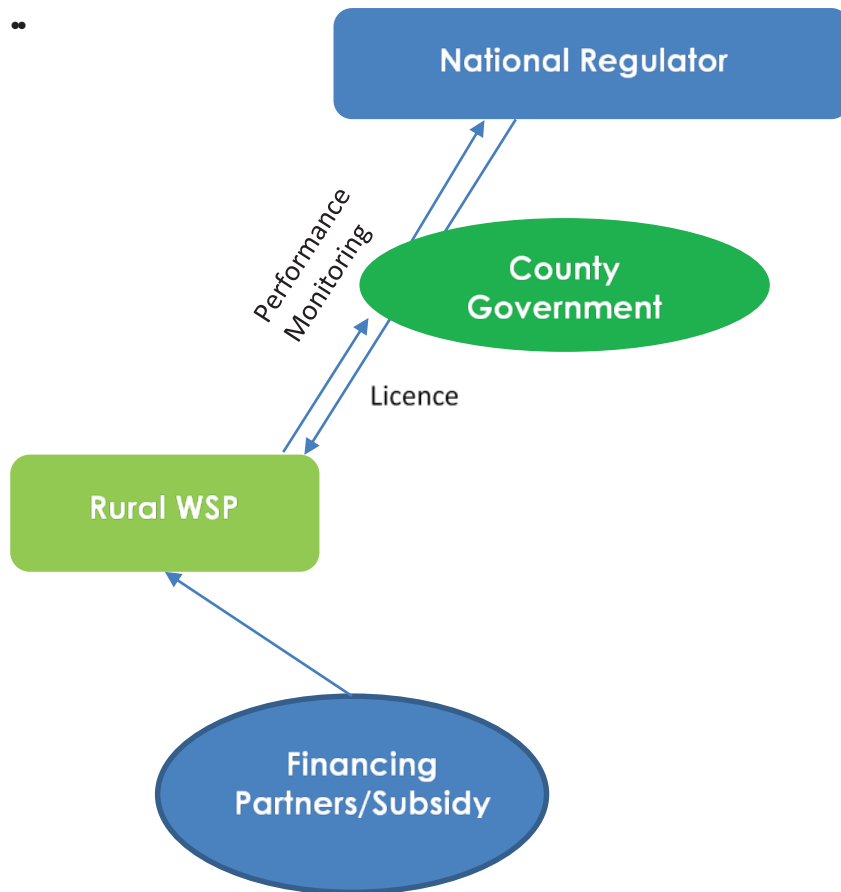 National Regulator
Performance
Monitoring
County
Government
Licence
Rural WSP
Financing
Partners/Subsidy